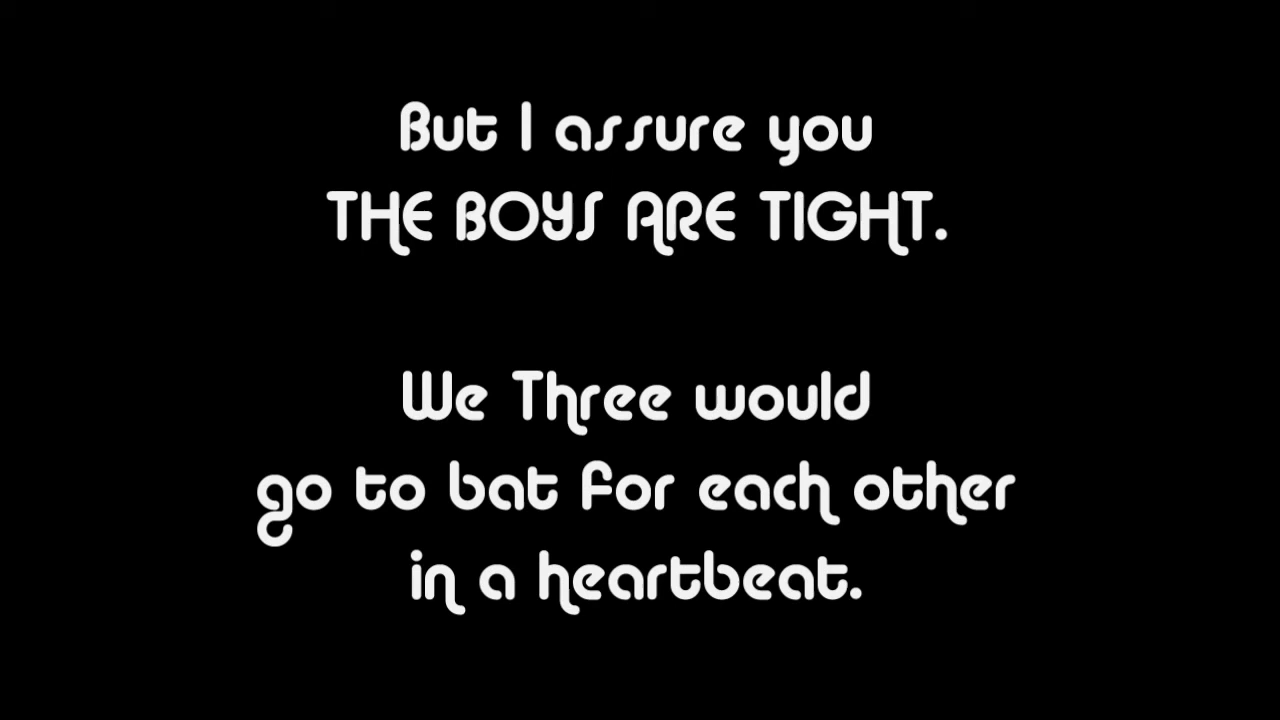 But I assure you
THE BOYS ARE TIGHT.
We Three would
go to bat for each other
in a heartbeat.